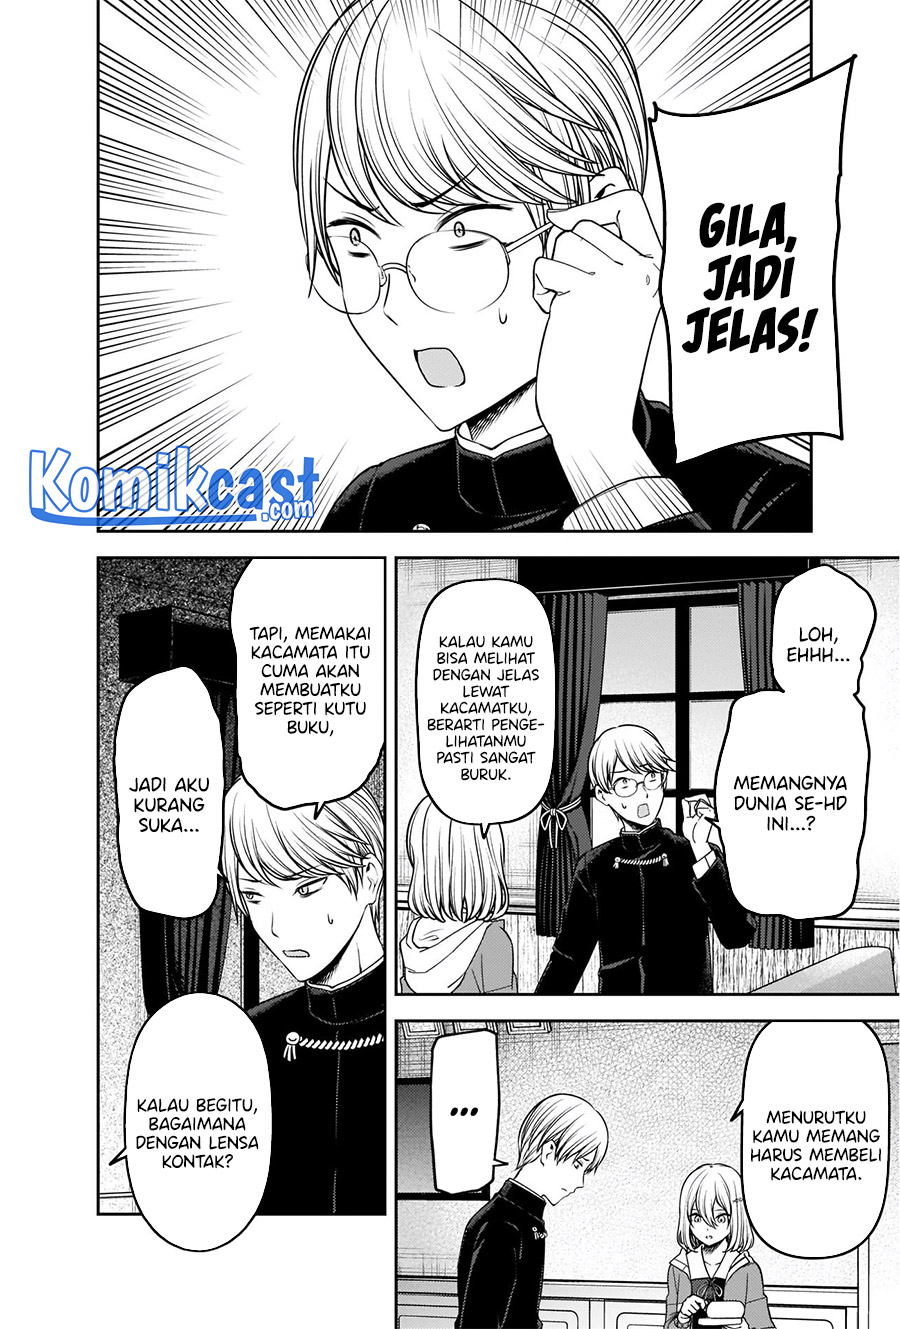 GILA,
JADI
JELAS!
Komikcast
.com
LOH,
EHHH...
MEMANGNYA
DUNIA SE-HD
INI...?
KALAU KAMU
BISA MELIHAT
DENGAN JELAS
LEWAT
KACAMATKU,
BERARTI PENGE-
LIHATANMU
PASTI SANGAT
BURUK.
TAPI, MEMAKAI
KACAMATA ITU
CUMA AKAN
MEMBUATKU
SEPERTI KUTU
BUKU,
JADI AKU
KURANG
SUKA...
KALAU BEGITU,
BAGAIMANA
DENGAN LENSA
KONTAK?
MENURUTKU
KAMU MEMANG
HARUS MEMBELI
KACAMATA.
...